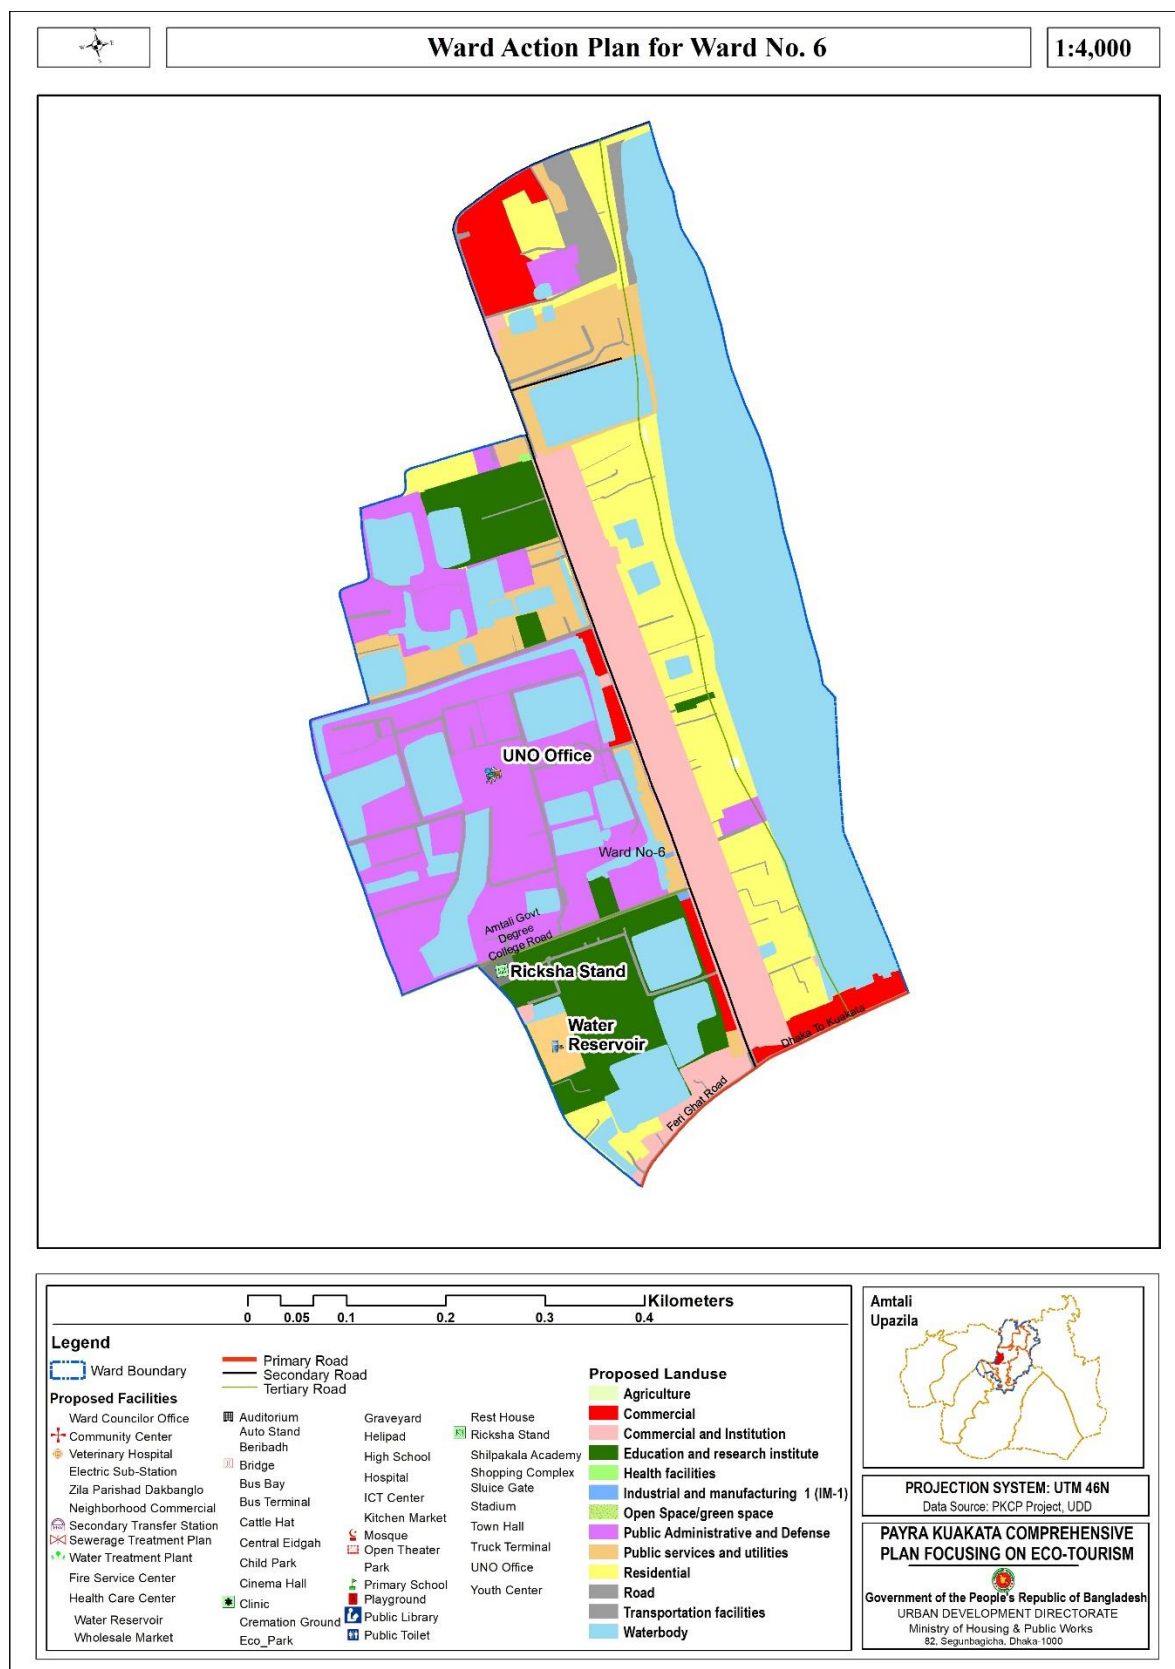 Ward Action Plan for Ward No. 6
1:4,000
UNO Office
Ward No-6
Amtali Govt
Degree
College Road
Ricksha Stand
Water
Reservoir
Dhaka To Kuakata
Feri Ghat Road
Kilometers
0 0.05 0.1 0.2 0.3 0.4
Legend
Ward Boundary
Primary Road
Secondary Road
Tertiary Road
Proposed Facilities
Ward Councilor Office
Community Center
Veterinary Hospital
Electric Sub-Station
Zila Parishad Dakbanglo
Neighborhood Commercial
Secondary Transfer Station
Sewerage Treatment Plan
Water Treatment Plant
Fire Service Center
Health Care Center
Water Reservoir
Wholesale Market
Auditorium
Auto Stand
Beribadh
Bridge
Bus Bay
Bus Terminal
Cattle Hat
Central Eidgah
Child Park
Cinema Hall
Clinic
Cremation Ground
Eco_Park
Graveyard
Helipad
High School
Hospital
ICT Center
Kitchen Market
Mosque
Open Theater
Park
Primary School
Playground
Public Library
Public Toilet
Rest House
Ricksha Stand
Shilpakala Academy
Shopping Complex
Sluice Gate
Stadium
Town Hall
Truck Terminal
UNO Office
Youth Center
Proposed Landuse
Agriculture
Commercial
Commercial and Institution
Education and research institute
Health facilities
Industrial and manufacturing 1 (IM-1)
Open Space/green space
Public Administrative and Defense
Public services and utilities
Residential
Road
Transportation facilities
Waterbody
Amtali
Upazila
PROJECTION SYSTEM: UTM 46N
Data Source: PKCP Project, UDD
PAYRA KUAKATA COMPREHENSIVE
PLAN FOCUSING ON ECO-TOURISM
Government of the People's Republic of Bangladesh
URBAN DEVELOPMENT DIRECTORATE
Ministry of Housing & Public Works
82, Segunbagicha, Dhaka-1000